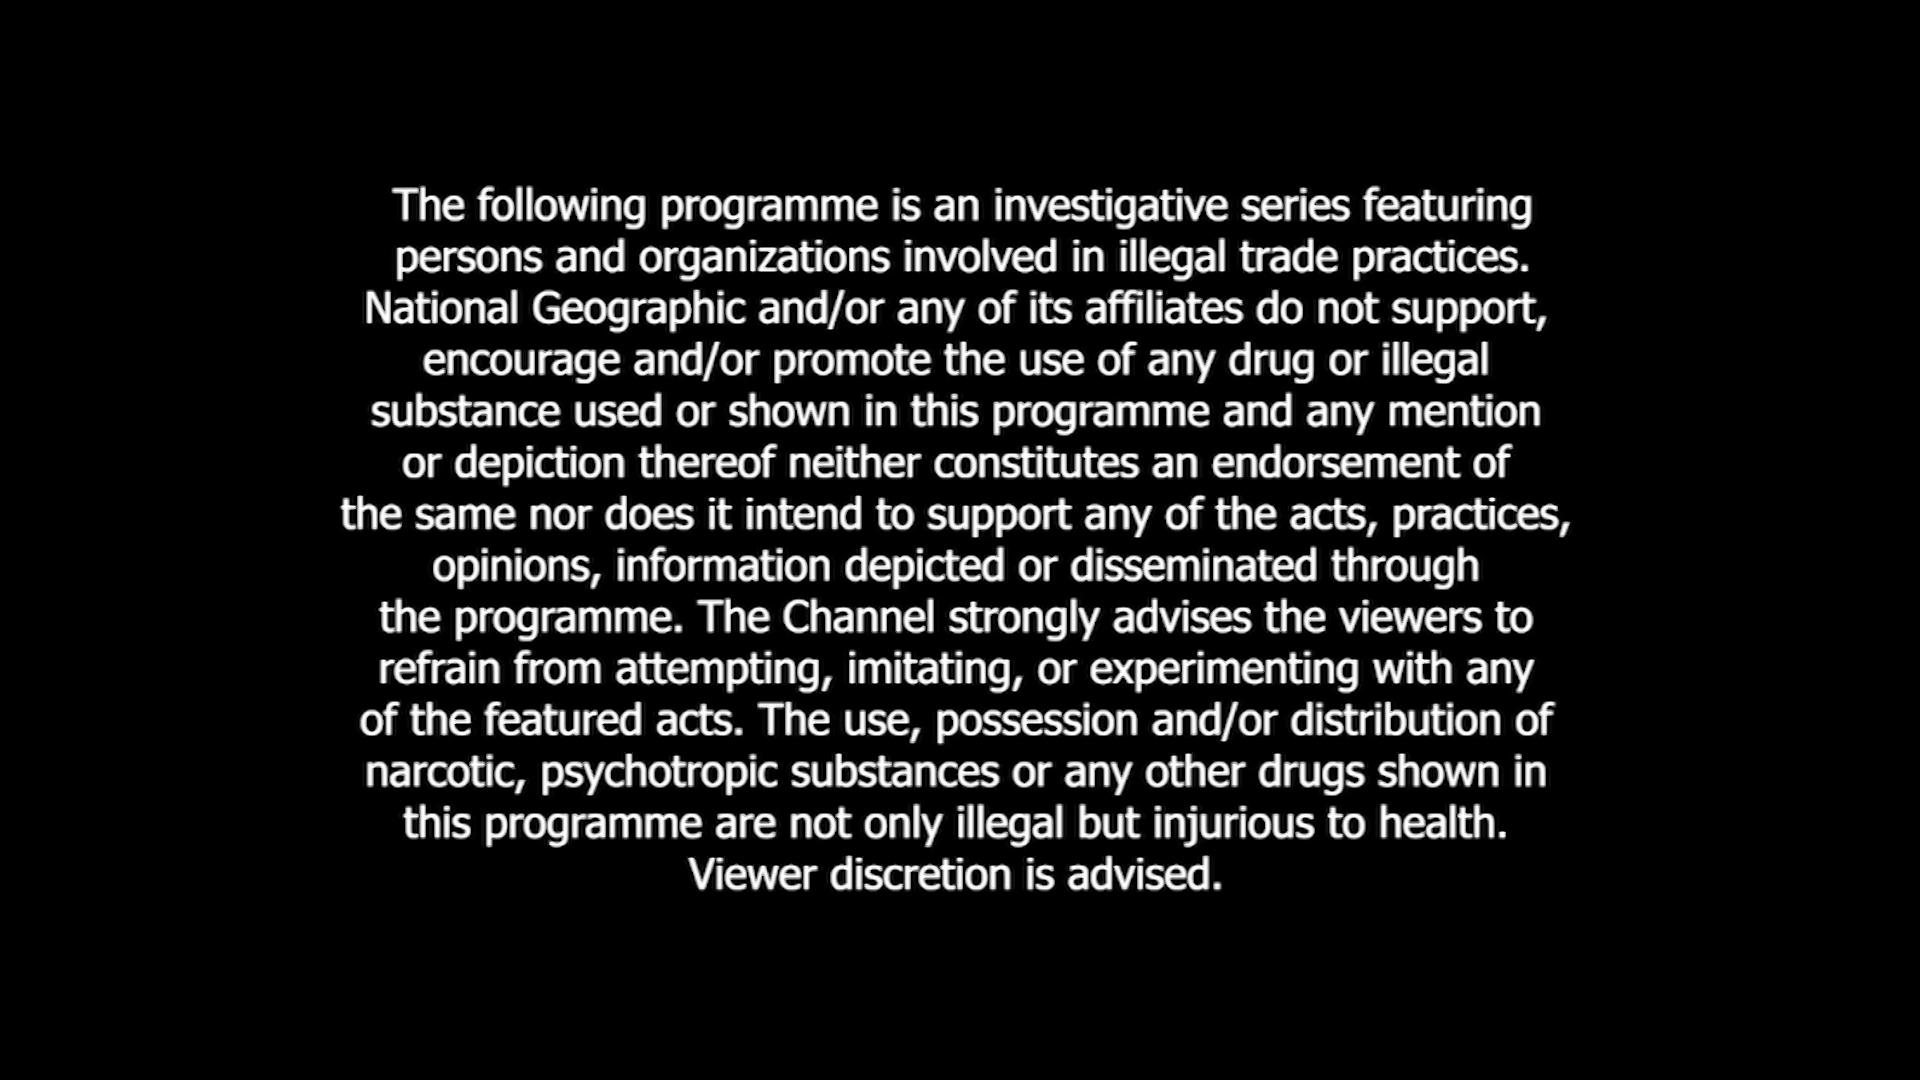 The following programme is an investigative series featuring
persons and organizations involved in illegal trade practices.
National Geographic and/or any of its affiliates do not support,
encourage and/or promote the use of any drug or illegal
substance used or shown in this programme and any mention
or depiction thereof neither constitutes an endorsement of
the same nor does it intend to support any of the acts, practices,
opinions, information depicted or disseminated through
the programme. The Channel strongly advises the viewers to
refrain from attempting, imitating, or experimenting with any
of the featured acts. The use, possession and/or distribution of
narcotic, psychotropic substances or any other drugs shown in
this programme are not only illegal but injurious to health.
Viewer discretion is advised.